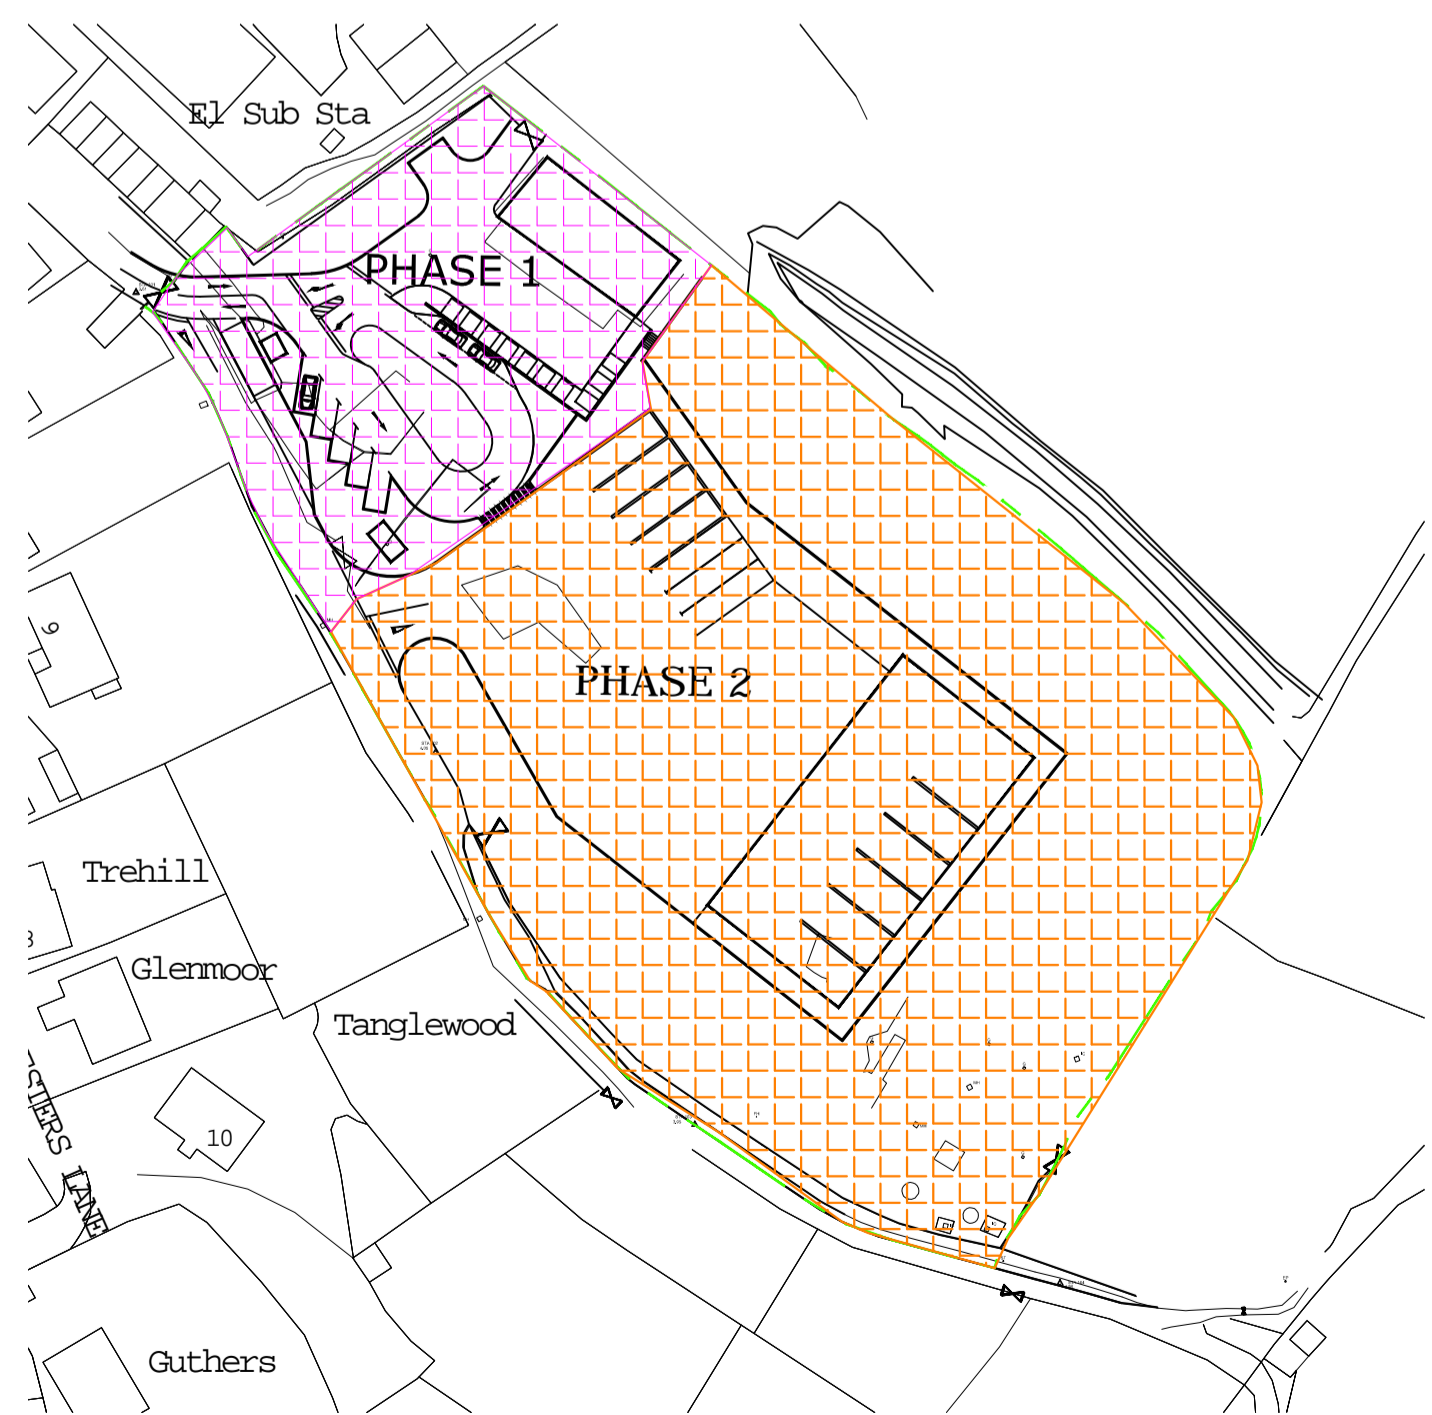 El Sub Sta
PHASE 1
9
PHASE 2
Trehill
Glenmoor
Tanglewood
10
LANE
Guthers